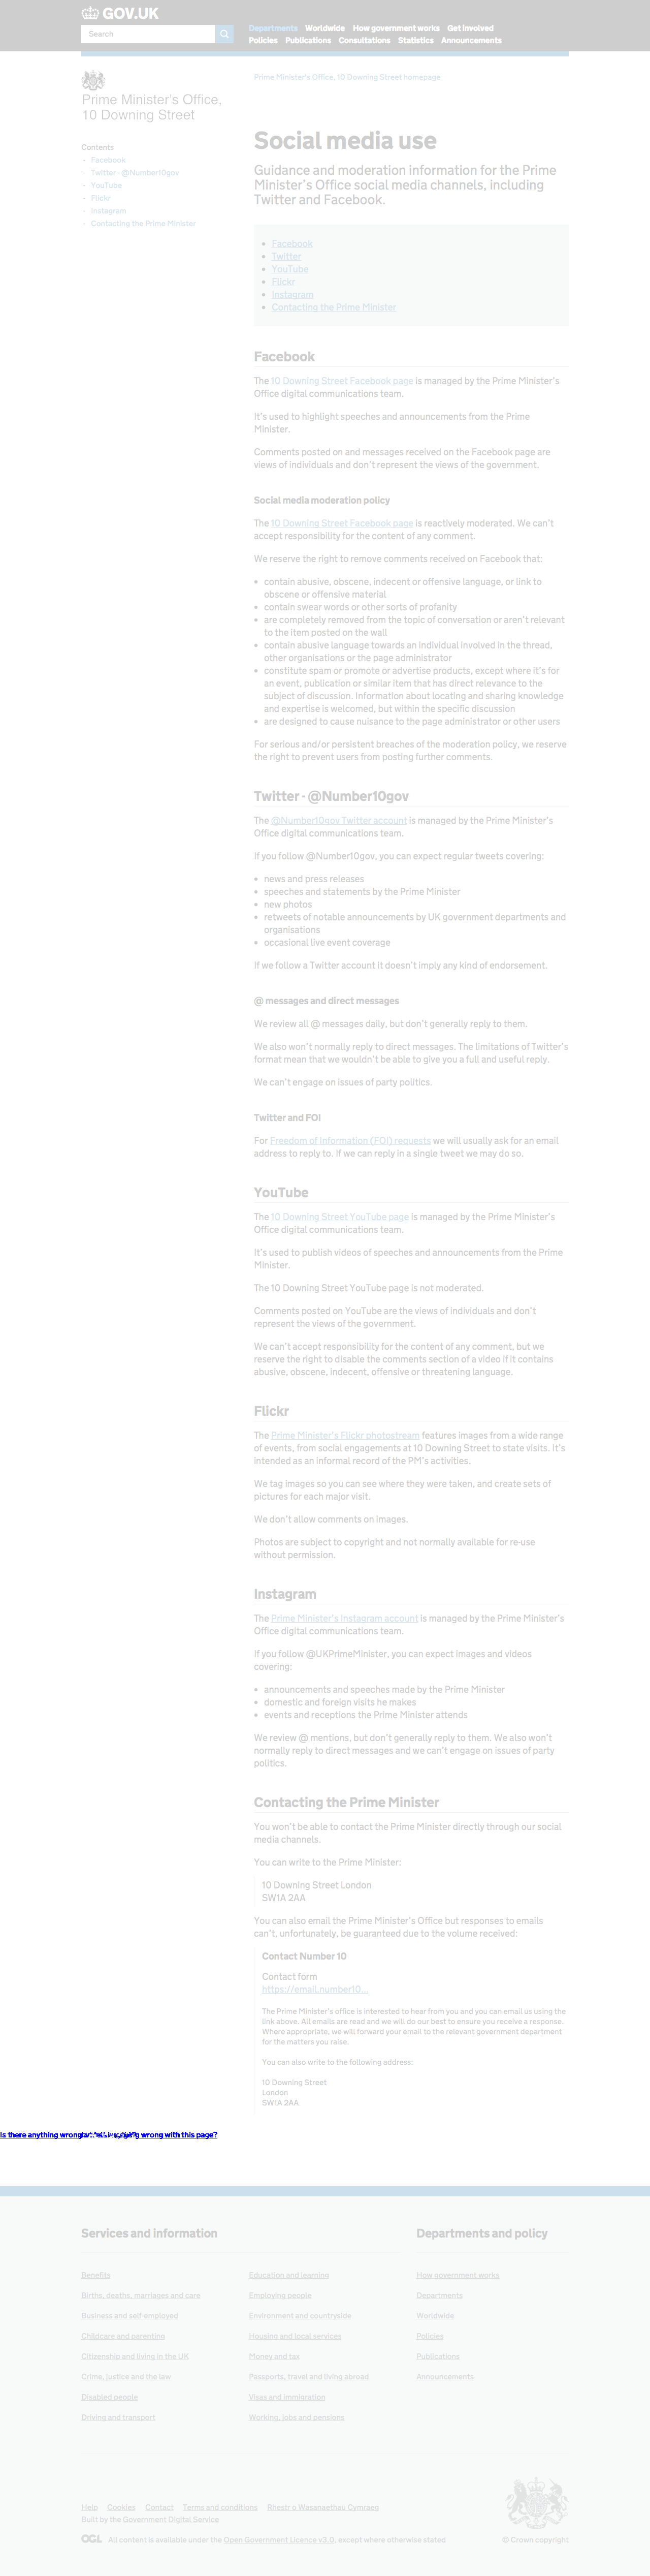 GOV.UK
Search
Departments Worldwide How government works Get involved
Policies Publications Consultations Statistics Announcements
Prime Minister's Office,
10 Downing Street
Contents
- Facebook
- Twitter - @Number10gov
- YouTube
- Flickr
- Instagram
- Contacting the Prime Minister
Prime Minister's Office, 10 Downing Street homepage
Social media use
Guidance and moderation information for the Prime
Minister's Office social media channels, including
Twitter and Facebook.
• Facebook
• Twitter
• YouTube
• Flickr
• Instagram
• Contacting the Prime Minister
Facebook
The 10 Downing Street Facebook page is managed by the Prime Minister's
Office digital communications team.
It's used to highlight speeches and announcements from the Prime
Minister.
Comments posted on and messages received on the Facebook page are
views of individuals and don't represent the views of the government.
Social media moderation policy
The 10 Downing Street Facebook page is reactively moderated. We can't
accept responsibility for the content of any comment.
We reserve the right to remove comments received on Facebook that:
• contain abusive, obscene, indecent or offensive language, or link to
obscene or offensive material
• contain swear words or other sorts of profanity
• are completely removed from the topic of conversation or aren't relevant
to the item posted on the wall
• contain abusive language towards an individual involved in the thread,
other organisations or the page administrator
• constitute spam or promote or advertise products, except where it's for
an event, publication or similar item that has direct relevance to the
subject of discussion. Information about locating and sharing knowledge
and expertise is welcomed, but within the specific discussion
• are designed to cause nuisance to the page administrator or other users
For serious and/or persistent breaches of the moderation policy, we reserve
the right to prevent users from posting further comments.
Twitter - @Number10gov
The @Number10gov Twitter account is managed by the Prime Minister's
Office digital communications team.
If you follow @Number10gov, you can expect regular tweets covering:
• news and press releases
• speeches and statements by the Prime Minister
• new photos
• retweets of notable announcements by UK government departments and
organisations
• occasional live event coverage
If we follow a Twitter account it doesn't imply any kind of endorsement.
@ messages and direct messages
We review all @ messages daily, but don't generally reply to them.
We also won't normally reply to direct messages. The limitations of Twitter's
format mean that we wouldn't be able to give you a full and useful reply.
We can't engage on issues of party politics.
Twitter and FOI
For Freedom of Information (FOI) requests we will usually ask for an email
address to reply to. If we can reply in a single tweet we may do so.
YouTube
The 10 Downing Street YouTube page is managed by the Prime Minister's
Office digital communications team.
It's used to publish videos of speeches and announcements from the Prime
Minister.
The 10 Downing Street YouTube page is not moderated.
Comments posted on YouTube are the views of individuals and don't
represent the views of the government.
We can't accept responsibility for the content of any comment, but we
reserve the right to disable the comments section of a video if it contains
abusive, obscene, indecent, offensive or threatening language.
Flickr
The Prime Minister's Flickr photostream features images from a wide range
of events, from social engagements at 10 Downing Street to state visits. It's
intended as an informal record of the PM's activities.
We tag images so you can see where they were taken, and create sets of
pictures for each major visit.
We don't allow comments on images.
Photos are subject to copyright and not normally available for re-use
without permission.
Instagram
The Prime Minister's Instagram account is managed by the Prime Minister's
Office digital communications team.
If you follow @UKPrimeMinister, you can expect images and videos
covering:
• announcements and speeches made by the Prime Minister
• domestic and foreign visits he makes
• events and receptions the Prime Minister attends
We review @ mentions, but don't generally reply to them. We also won't
normally reply to direct messages and we can't engage on issues of party
politics.
Contacting the Prime Minister
You won't be able to contact the Prime Minister directly through our social
media channels.
You can write to the Prime Minister:
10 Downing Street London
SW1A 2AA
You can also email the Prime Minister's Office but responses to emails
can't, unfortunately, be guaranteed due to the volume received:
Contact Number 10
Contact form
https://email.number10...
The Prime Minister's office is interested to hear from you and you can email us using the
link above. All emails are read and we will do our best to ensure you receive a response.
Where appropriate, we will forward your email to the relevant government department
for the matters you raise.
You can also write to the following address:
10 Downing Street
London
SW1A 2AA
Is there anything wrong wrong with this page?
Services and information
Benefits
Births, deaths, marriages and care
Business and self-employed
Childcare and parenting
Citizenship and living in the UK
Crime, justice and the law
Disabled people
Driving and transport
Education and learning
Employing people
Environment and countryside
Housing and local services
Money and tax
Passports, travel and living abroad
Visas and immigration
Working, jobs and pensions
Departments and policy
How government works
Departments
Worldwide
Policies
Publications
Announcements
Help Cookies Contact Terms and conditions Rhestr o Wasanaethau Cymraeg
Built by the Government Digital Service
OGL All content is available under the Open Government Licence v3.0, except where otherwise stated
© Crown copyright